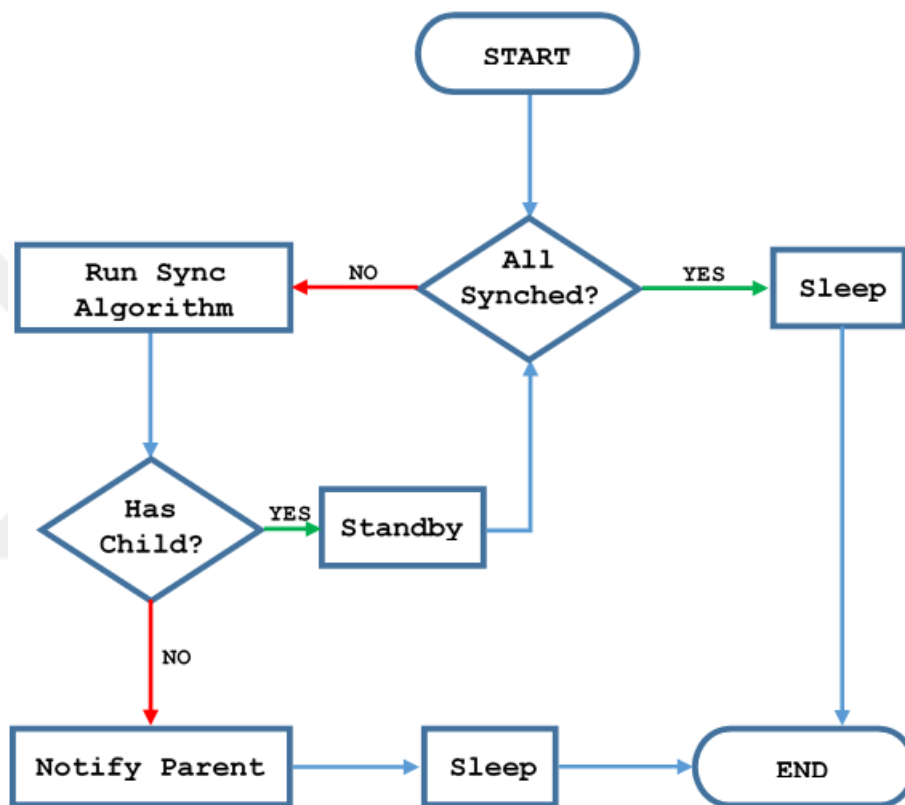 START
All
Synched?
NO
YES
Run Sync
Algorithm
Sleep
Has
Child?
YES
Standby
NO
Notify Parent
Sleep
END